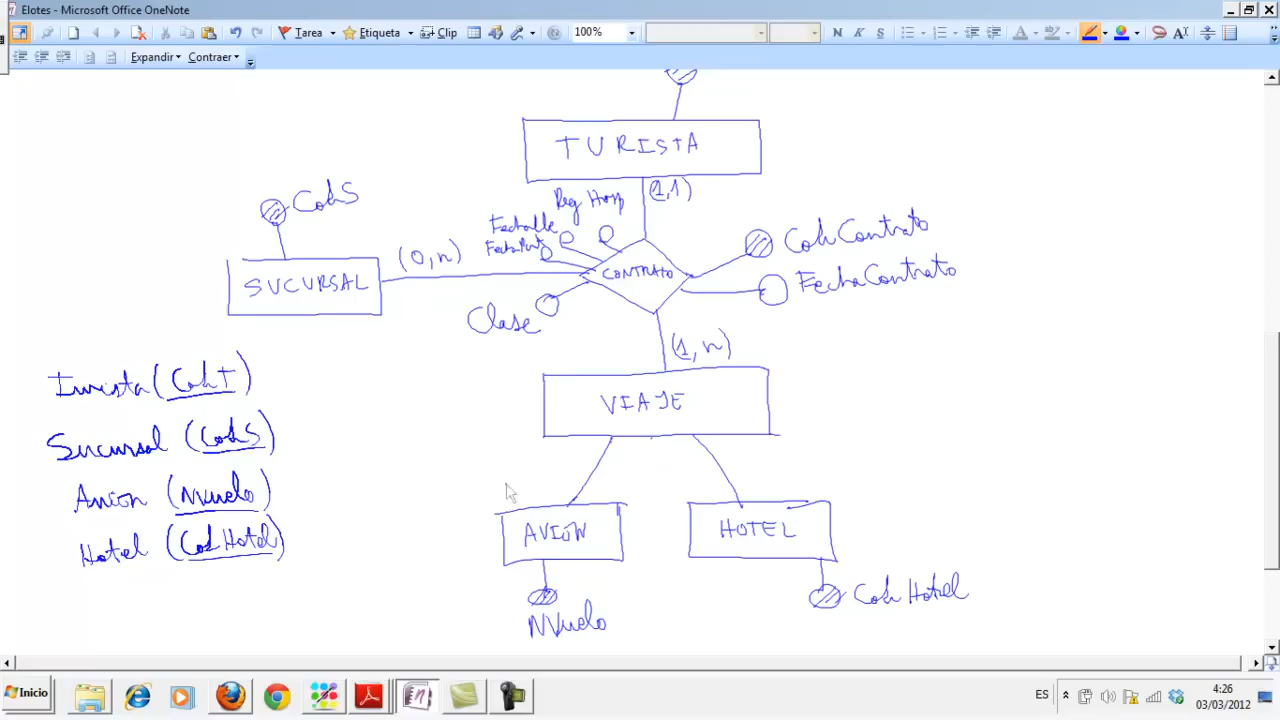 Elotes - Microsoft Office OneNote
Tarea
Etiqueta
Clip
100%
N K S
Expandir
Contraer
TURISTA
(1,1)
Reg Hosp
CodS
(0,n)
CodContrato
CONTRATO
FechaContrato
SUCURSAL
Clase
(1,n)
Turista (CodT)
VIAJE
Sucursal (CodS)
Avion (NVuelo)
AVION
HOTEL
Hotel (CodHotel)
CodHotel
NVuelo
Inicio
ES
4:26
03/03/2012